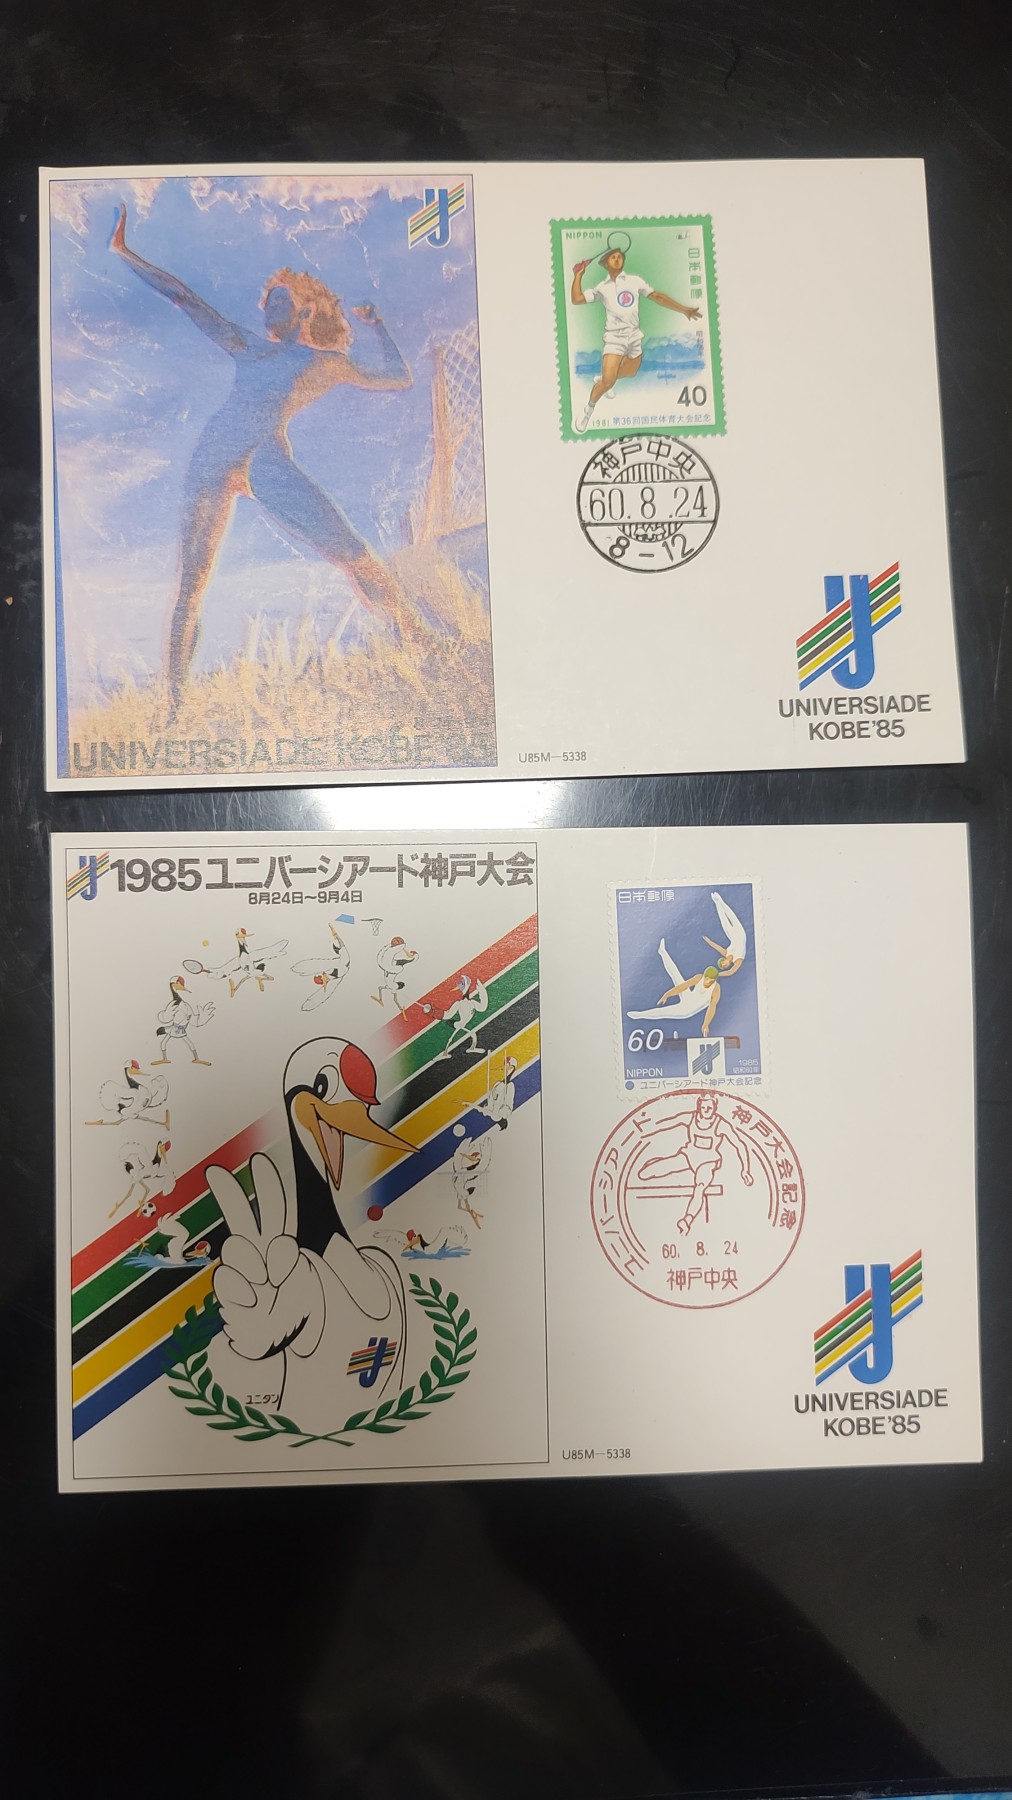 NIPPON
日本郵便
40
1981 第36回国民体育大会記念
神戸中央
60.8.24
8-12
UNIVERSIADE KOBE '85
UNIVERSIADE
KOBE'85
U85M-5338
1985ユニバーシアード神戸大会
8月24日〜9月4日
ユニタン
日本郵便
60
NIPPON
1985
昭和60年
ユニバーシアード神戸大会記念
ユニバーシアード 神戸大会記念
60. 8. 24
神戸中央
UNIVERSIADE
KOBE'85
U85M-5338